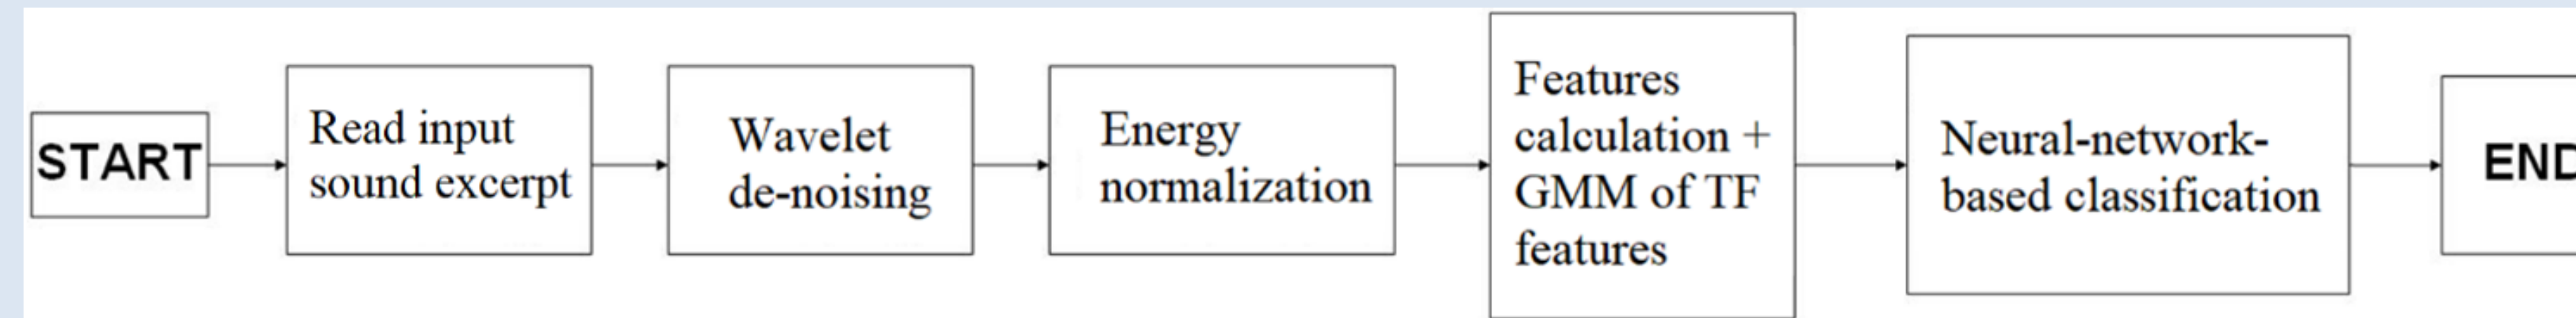 START
Read input
sound excerpt
Wavelet
de-noising
Energy
normalization
Features
calculation +
GMM of TF
features
Neural-network-
based classification
END